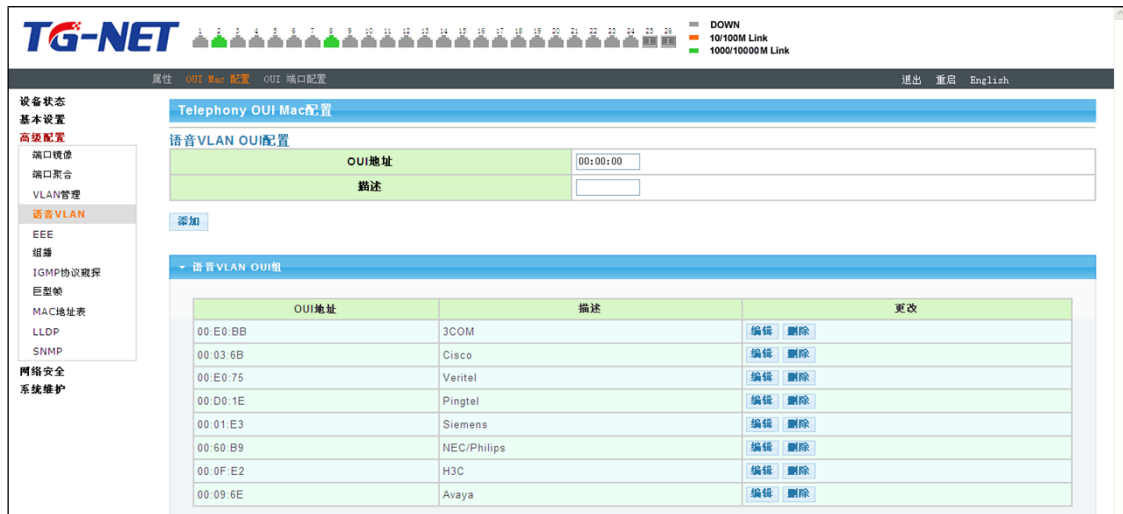 TG-NET
1 2 3 4 5 6 7 8 9 10 11 12 13 14 15 16 17 18 19 20 21 22 23 24 25 26
DOWN
10/100M Link
1000/10000M Link
属性 OUI Mac 配置 OUI 端口配置 退出 重启 English
设备状态
基本设置
高级配置
端口镜像
端口聚合
VLAN管理
语音VLAN
EEE
组播
IGMP协议窥探
巨型帧
MAC地址表
LLDP
SNMP
网络安全
系统维护
Telephony OUI Mac配置
语音VLAN OUI配置
OUI地址 00:00:00
描述
添加
语音VLAN OUI组
OUI地址 描述 更改
00:E0:BB 3COM 编辑 删除
00:03:6B Cisco 编辑 删除
00:E0:75 Veritel 编辑 删除
00:D0:1E Pingtel 编辑 删除
00:01:E3 Siemens 编辑 删除
00:60:B9 NEC/Philips 编辑 删除
00:0F:E2 H3C 编辑 删除
00:09:6E Avaya 编辑 删除